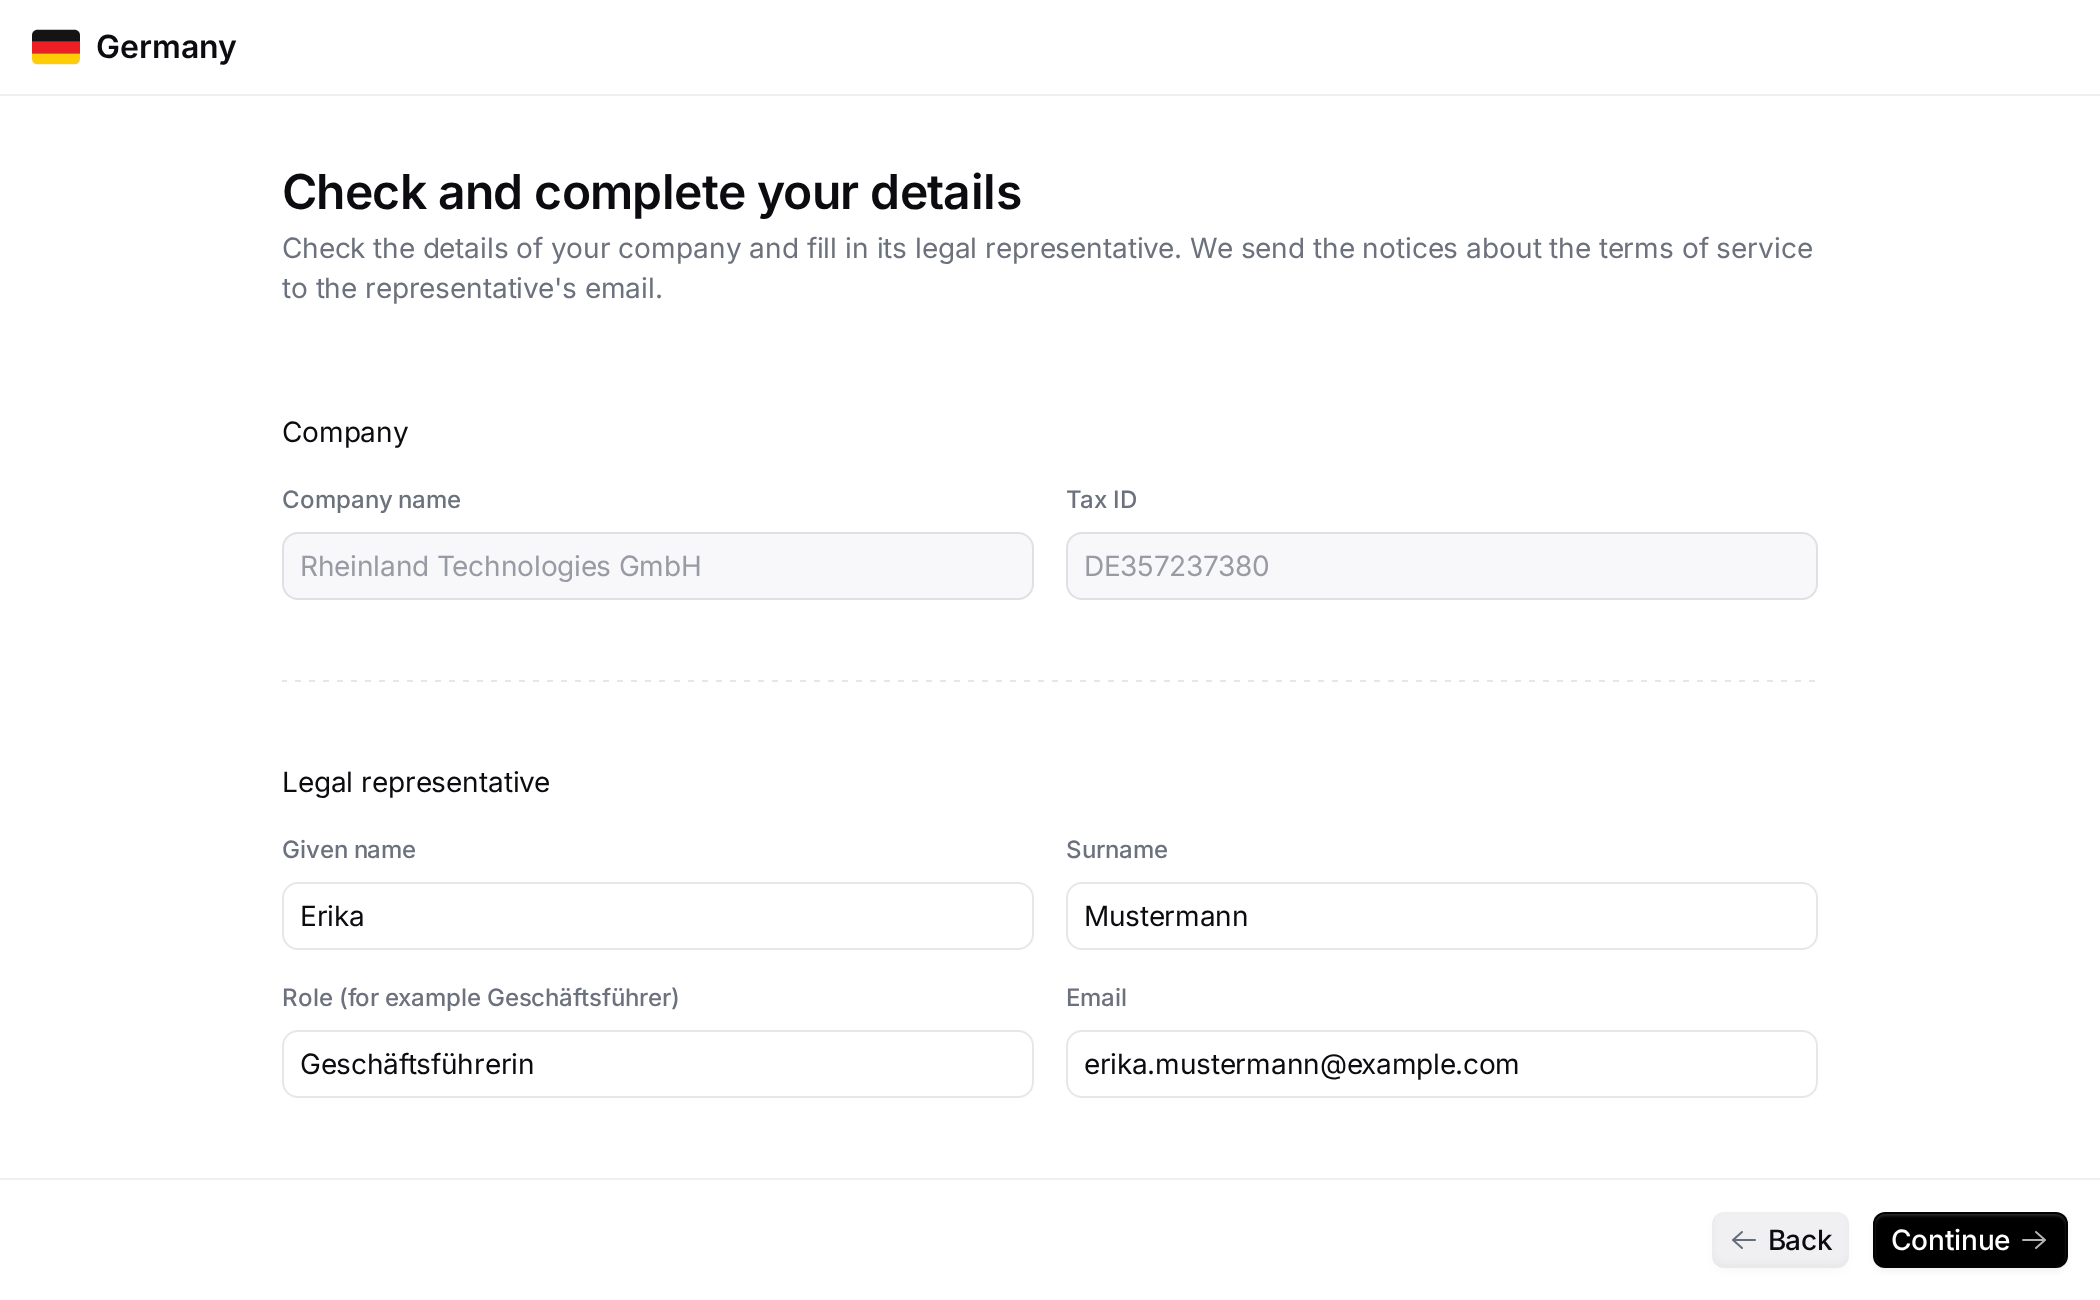 Germany
Check and complete your details
Check the details of your company and fill in its legal representative. We send the notices about the terms of service
to the representative's email.
Company
Company name
Tax ID
Rheinland Technologies GmbH
DE357237380
Legal representative
Given name
Surname
Erika
Mustermann
Role (for example Geschäftsführer)
Email
Geschäftsführerin
erika.mustermann@example.com
Back
Continue